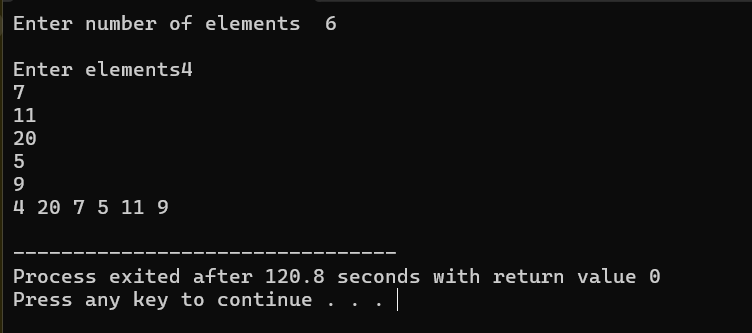 Enter number of elements  6
Enter elements4
7
11
20
5
9
4 20 7 5 11 9
--------------------------------
Process exited after 120.8 seconds with return value 0
Press any key to continue . . .